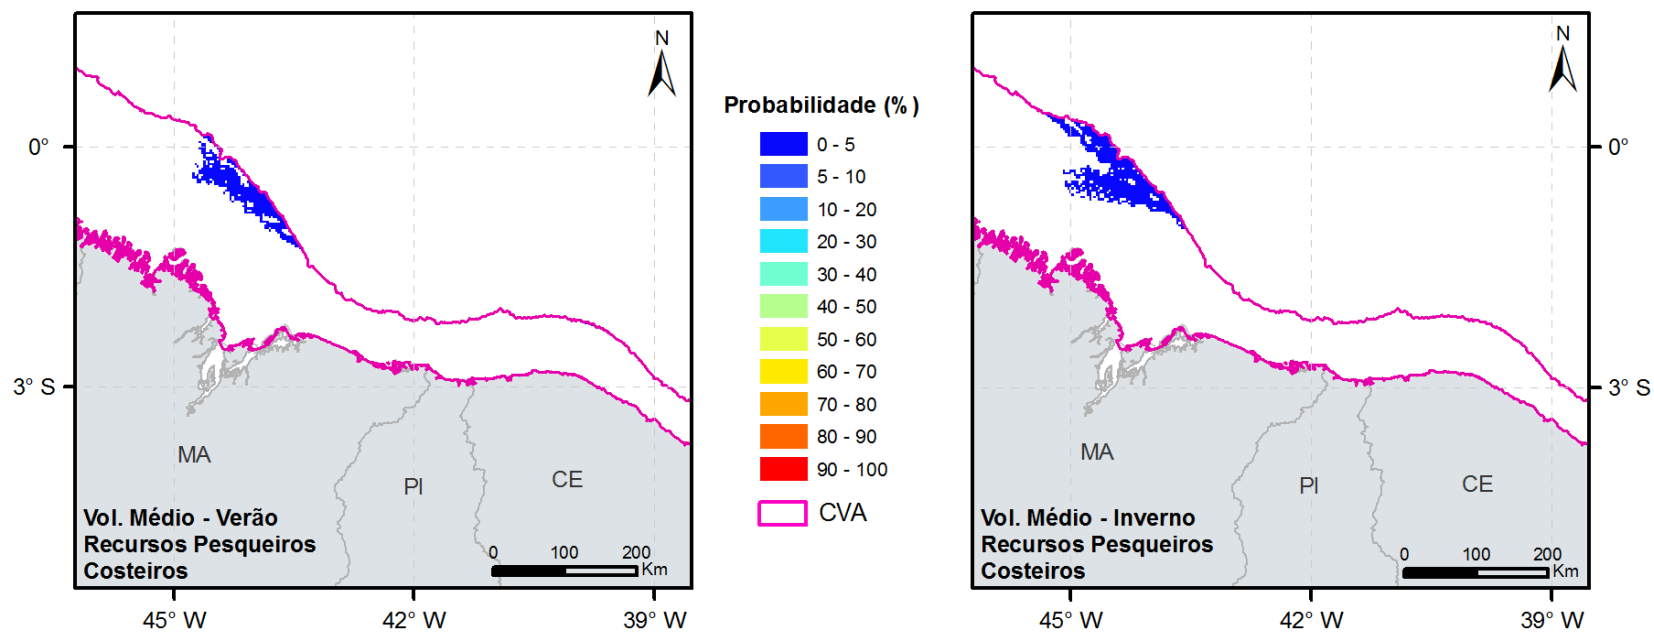 N
0°
3° S
MA
PI
CE
Vol. Médio - Verão
Recursos Pesqueiros
Costeiros
0 100 200
Km
45° W 42° W 39° W
Probabilidade (%)
0 - 5
5 - 10
10 - 20
20 - 30
30 - 40
40 - 50
50 - 60
60 - 70
70 - 80
80 - 90
90 - 100
CVA
N
0°
3° S
MA
PI
CE
Vol. Médio - Inverno
Recursos Pesqueiros
Costeiros
0 100 200
Km
45° W 42° W 39° W